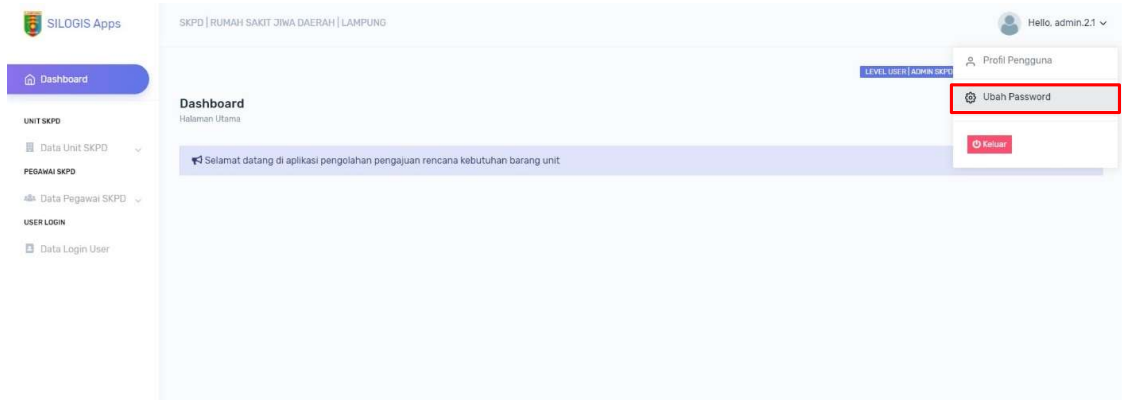 SILOGIS Apps
SKPD | RUMAH SAKIT JIWA DAERAH | LAMPUNG
Hello, admin.2.1
Dashboard
UNIT SKPD
Data Unit SKPD
PEGAWAI SKPD
Data Pegawai SKPD
USER LOGIN
Data Login User
LEVEL USER | ADMIN SKPD
Dashboard
Halaman Utama
Selamat datang di aplikasi pengolahan pengajuan rencana kebutuhan barang unit
Profil Pengguna
Ubah Password
Keluar